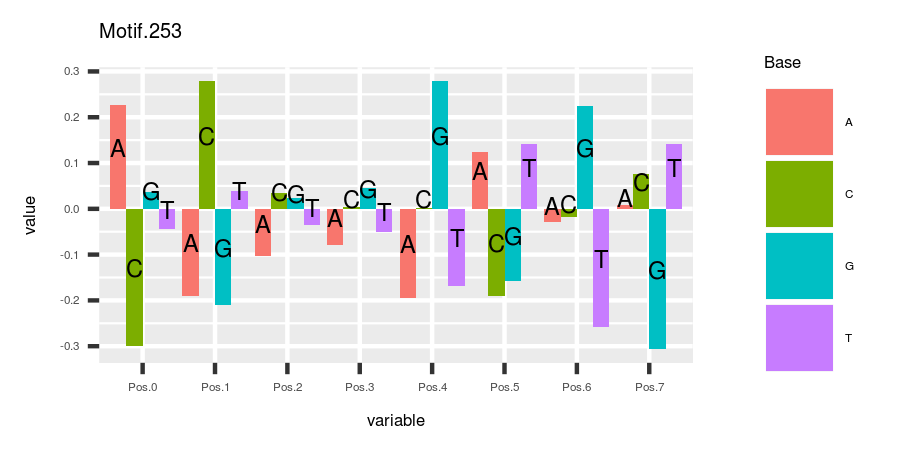 Motif.253
Base
0.3
0.2
0.1
0.0
-0.1
-0.2
-0.3
value
A C G T
A C G T
A C G T
A C G T
A C G T
A C G T
A C G T
A C G T
Pos.0 Pos.1 Pos.2 Pos.3 Pos.4 Pos.5 Pos.6 Pos.7
variable
A
C
G
T